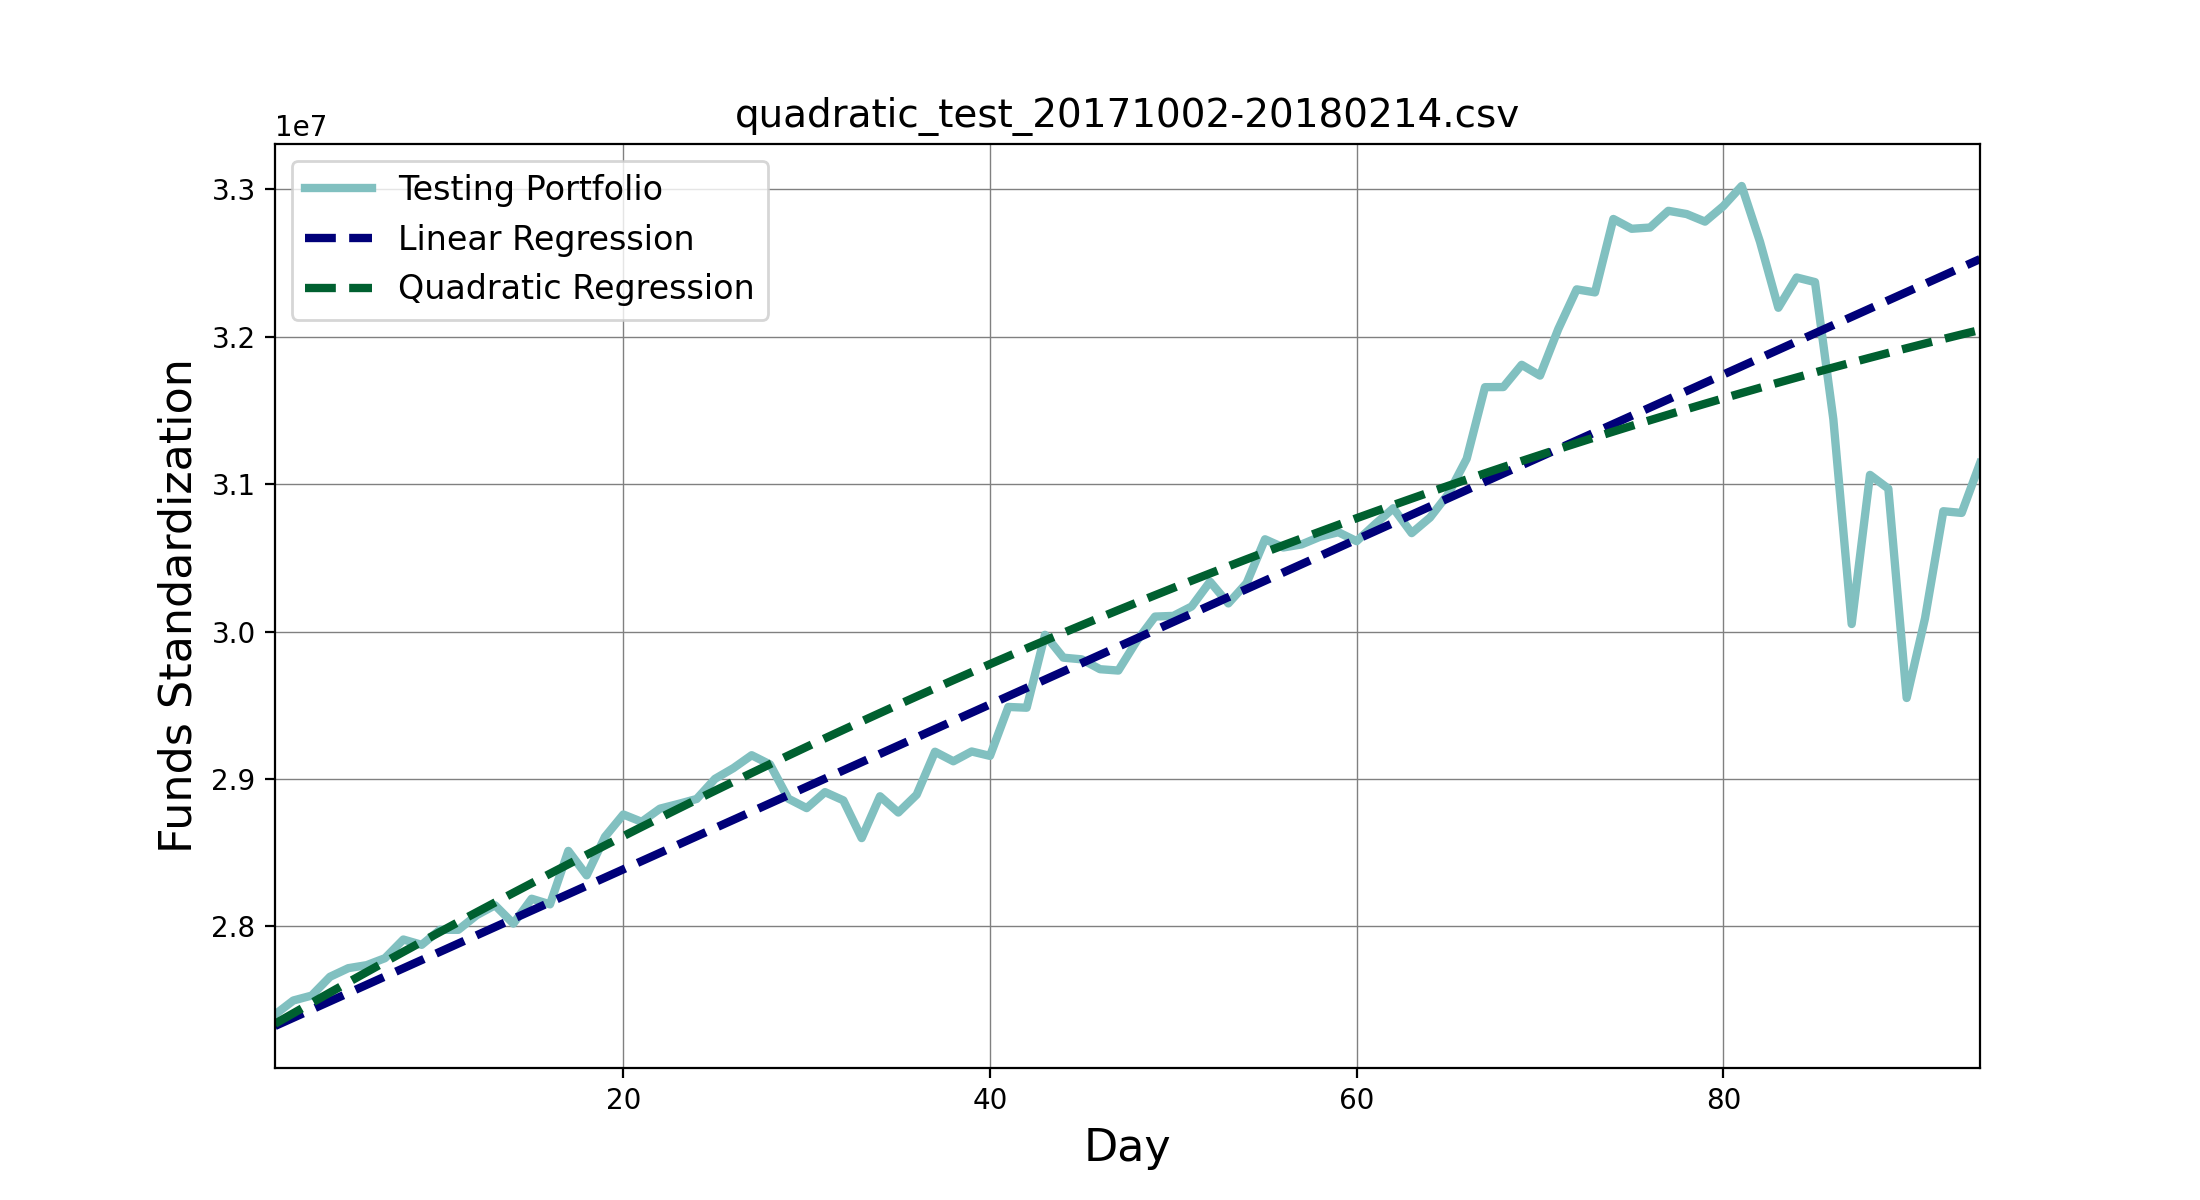 quadratic_test_20171002-20180214.csv
1e7
Testing Portfolio
Linear Regression
Quadratic Regression
3.3
3.2
3.1
3.0
2.9
2.8
Funds Standardization
20 40 60 80
Day